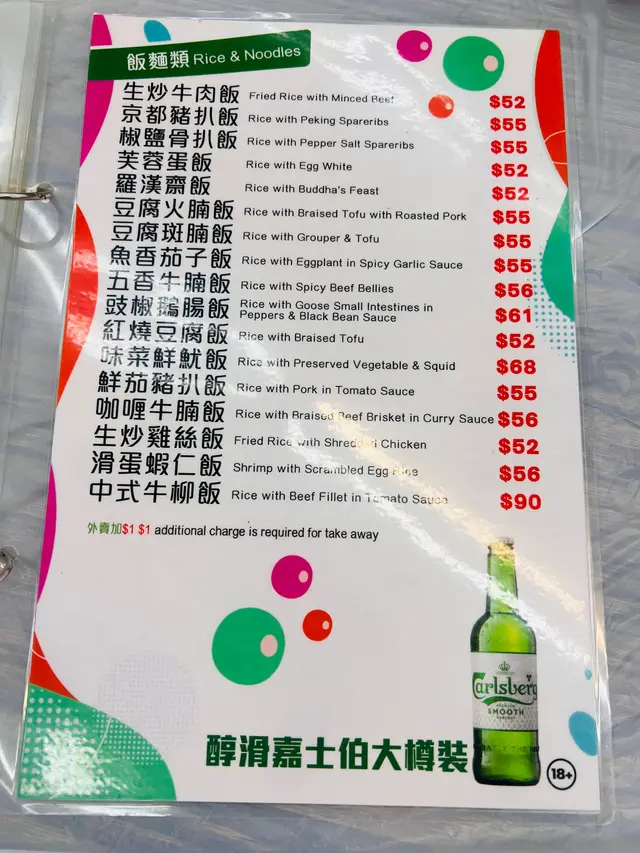 飯麵類 Rice & Noodles
生炒牛肉飯 Fried Rice with Minced Beef $52
京都豬扒飯 Rice with Peking Spareribs $55
椒鹽骨扒飯 Rice with Pepper Salt Spareribs $55
芙蓉蛋飯 Rice with Egg White $52
羅漢齋飯 Rice with Buddha's Feast $52
豆腐火腩飯 Rice with Braised Tofu with Roasted Pork $55
豆腐斑腩飯 Rice with Grouper & Tofu $55
魚香茄子飯 Rice with Eggplant in Spicy Garlic Sauce $55
五香牛腩飯 Rice with Spicy Beef Bellies $56
豉椒鵝腸飯 Rice with Goose Small Intestines in
Peppers & Black Bean Sauce $61
紅燒豆腐飯 Rice with Braised Tofu $52
味菜鮮魷飯 Rice with Preserved Vegetable & Squid $68
鮮茄豬扒飯 Rice with Pork in Tomato Sauce $55
咖喱牛腩飯 Rice with Braised Beef Brisket in Curry Sauce $56
生炒雞絲飯 Fried Rice with Shredded Chicken $52
滑蛋蝦仁飯 Shrimp with Scrambled Egg Rice $56
中式牛柳飯 Rice with Beef Fillet in Tomato Sauce $90
外賣加$1 $1 additional charge is required for take away
Carlsberg
PREMIUM
SMOOTH
醇滑嘉士伯大樽裝
18+